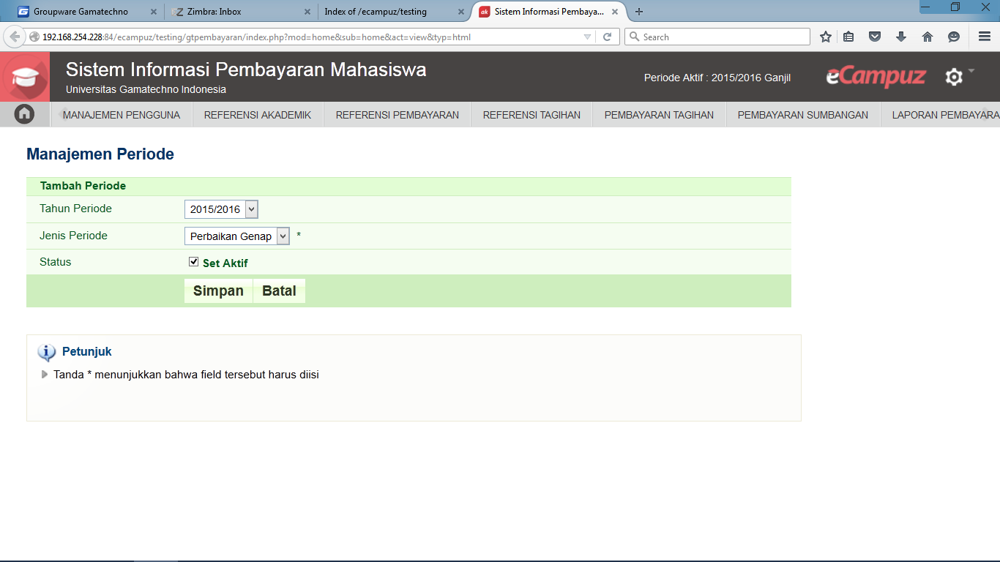 Groupware Gamatechno
Zimbra: Inbox
Index of /ecampuz/testing
Sistem Informasi Pembaya...
192.168.254.228:84/ecampuz/testing/gtpembayaran/index.php?mod=home&sub=home&act=view&typ=html
Search
Sistem Informasi Pembayaran Mahasiswa
Universitas Gamatechno Indonesia
Periode Aktif : 2015/2016 Ganjil
eCampuz
MANAJEMEN PENGGUNA
REFERENSI AKADEMIK
REFERENSI PEMBAYARAN
REFERENSI TAGIHAN
PEMBAYARAN TAGIHAN
PEMBAYARAN SUMBANGAN
LAPORAN PEMBAYARA
Manajemen Periode
Tambah Periode
Tahun Periode 2015/2016
Jenis Periode Perbaikan Genap *
Status Set Aktif
Simpan Batal
Petunjuk
Tanda * menunjukkan bahwa field tersebut harus diisi